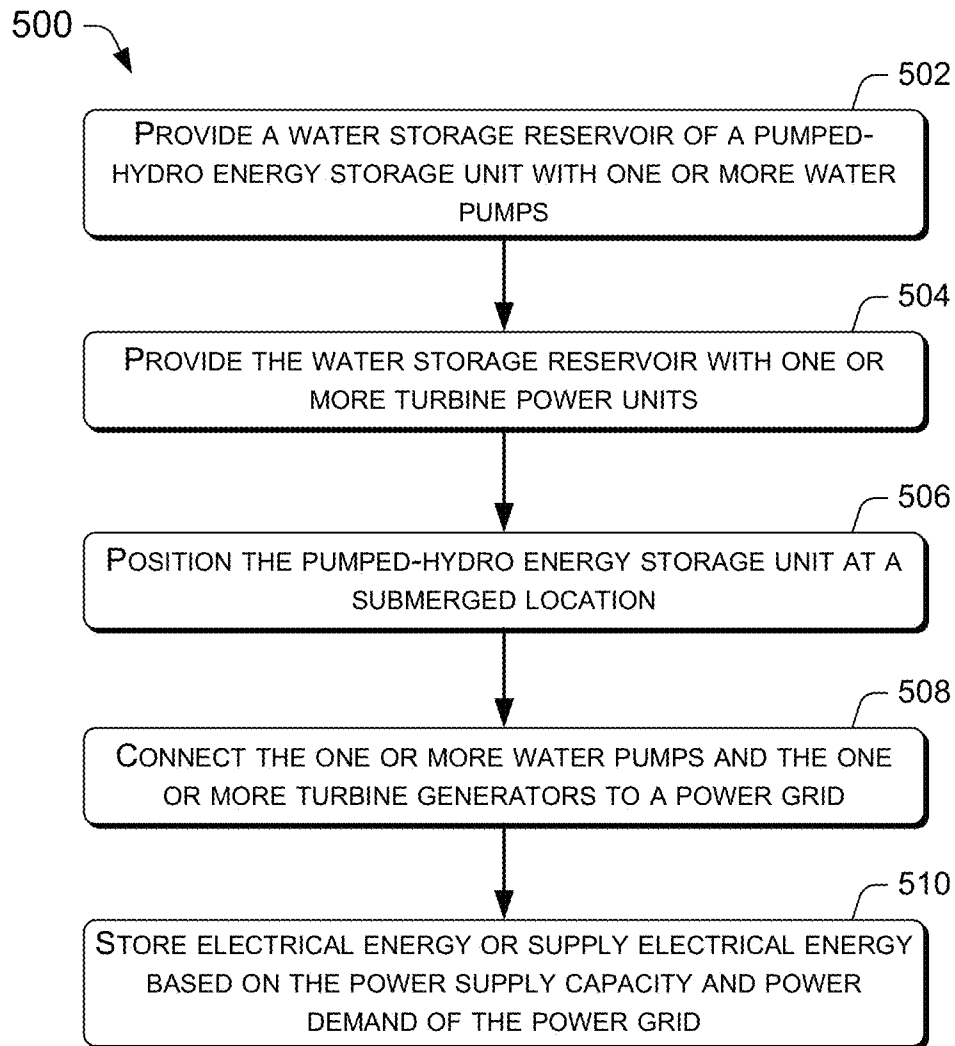 500
502
PROVIDE A WATER STORAGE RESERVOIR OF A PUMPED-
HYDRO ENERGY STORAGE UNIT WITH ONE OR MORE WATER
PUMPS
504
PROVIDE THE WATER STORAGE RESERVOIR WITH ONE OR
MORE TURBINE POWER UNITS
506
POSITION THE PUMPED-HYDRO ENERGY STORAGE UNIT AT A
SUBMERGED LOCATION
508
CONNECT THE ONE OR MORE WATER PUMPS AND THE ONE
OR MORE TURBINE GENERATORS TO A POWER GRID
510
STORE ELECTRICAL ENERGY OR SUPPLY ELECTRICAL ENERGY
BASED ON THE POWER SUPPLY CAPACITY AND POWER
DEMAND OF THE POWER GRID